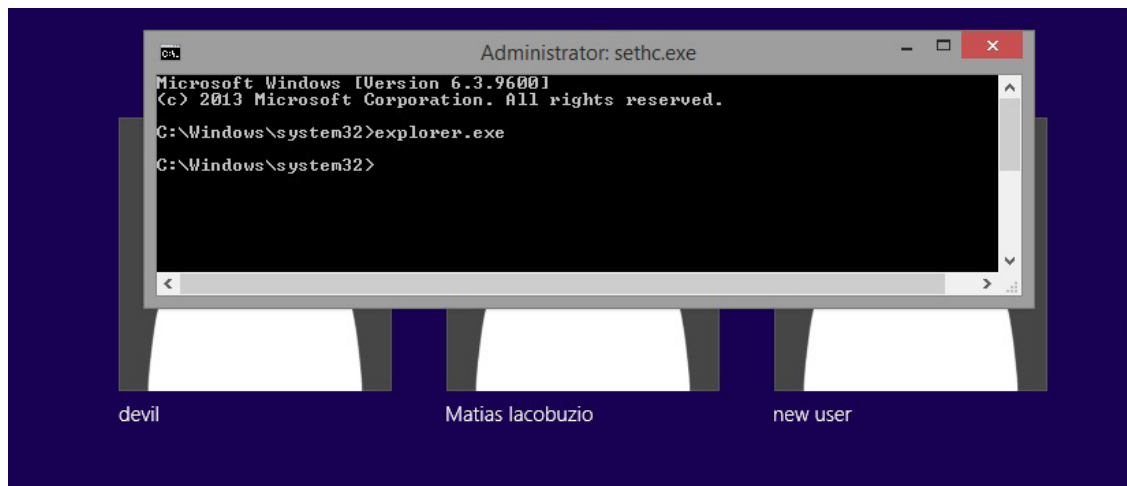 Administrator: sethc.exe
Microsoft Windows [Version 6.3.9600]
(c) 2013 Microsoft Corporation. All rights reserved.
C:\Windows\system32>explorer.exe
C:\Windows\system32>
devil
Matias Iacobuzio
new user